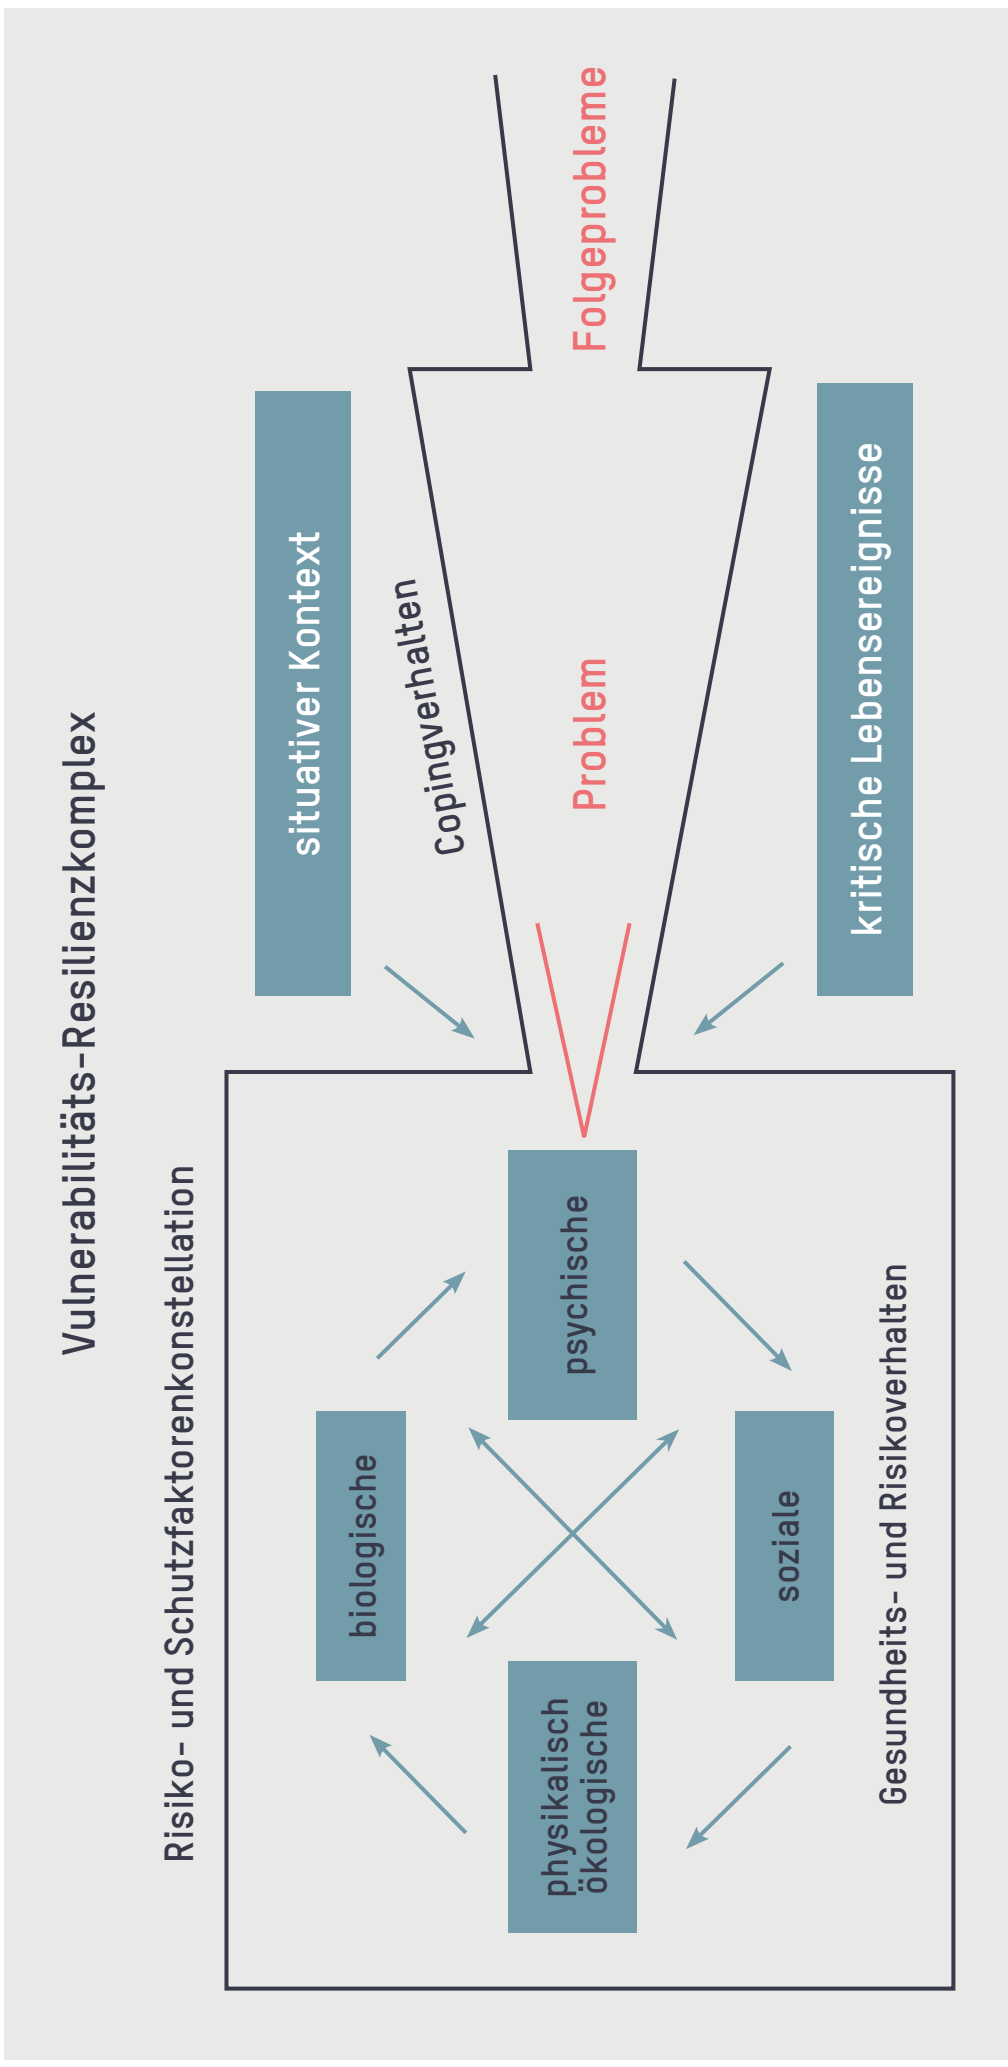 Vulnerabilitäts-Resilienzkomplex
Risiko- und Schutzfaktorenkonstellation
biologische
physikalisch
ökologische
psychische
soziale
Gesundheits- und Risikoverhalten
situativer Kontext
Copingverhalten
Problem
Folgeprobleme
kritische Lebensereignisse